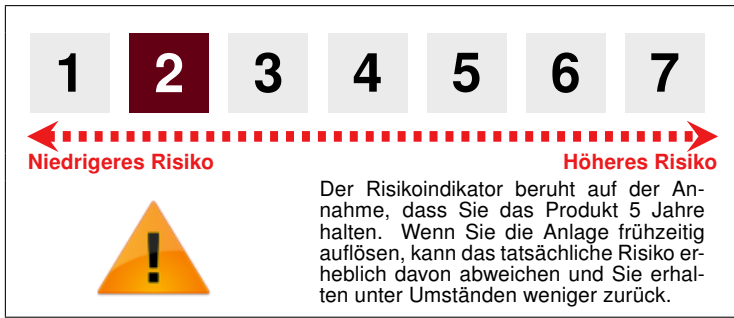 1 2 3 4 5 6 7
Niedrigeres Risiko Höheres Risiko
Der Risikoindikator beruht auf der An-
nahme, dass Sie das Produkt 5 Jahre
halten. Wenn Sie die Anlage frühzeitig
auflösen, kann das tatsächliche Risiko er-
heblich davon abweichen und Sie erhal-
ten unter Umständen weniger zurück.